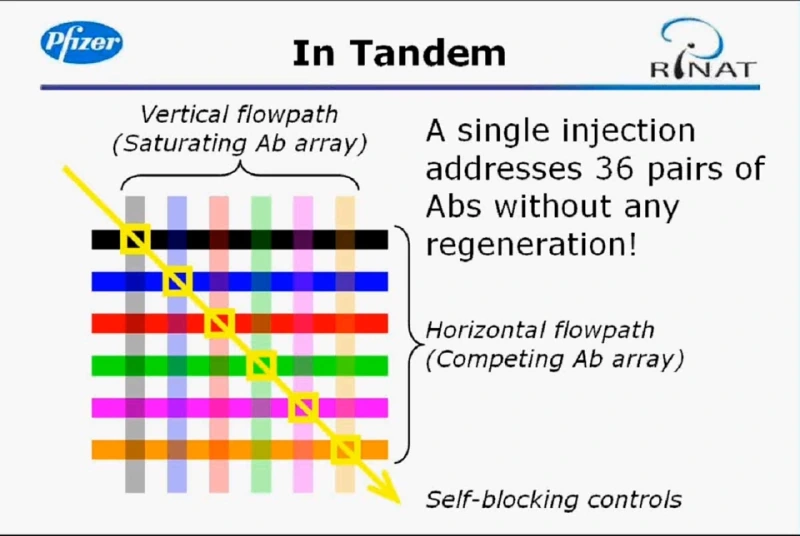 Pfizer
In Tandem
RINAT
Vertical flowpath
(Saturating Ab array)
A single injection
addresses 36 pairs of
Abs without any
regeneration!
Horizontal flowpath
(Competing Ab array)
Self-blocking controls